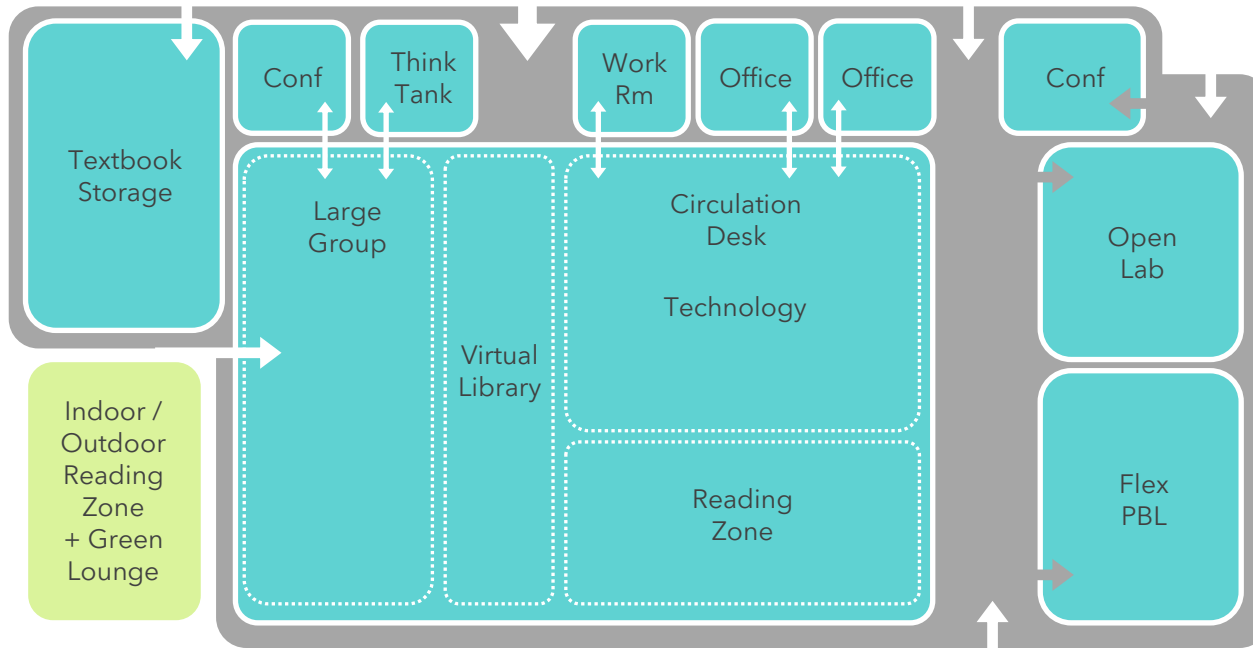 Textbook
Storage
Conf
Think
Tank
Work
Rm
Office
Office
Conf
Large
Group
Virtual
Library
Circulation
Desk
Technology
Reading
Zone
Open
Lab
Flex
PBL
Indoor /
Outdoor
Reading
Zone
+ Green
Lounge